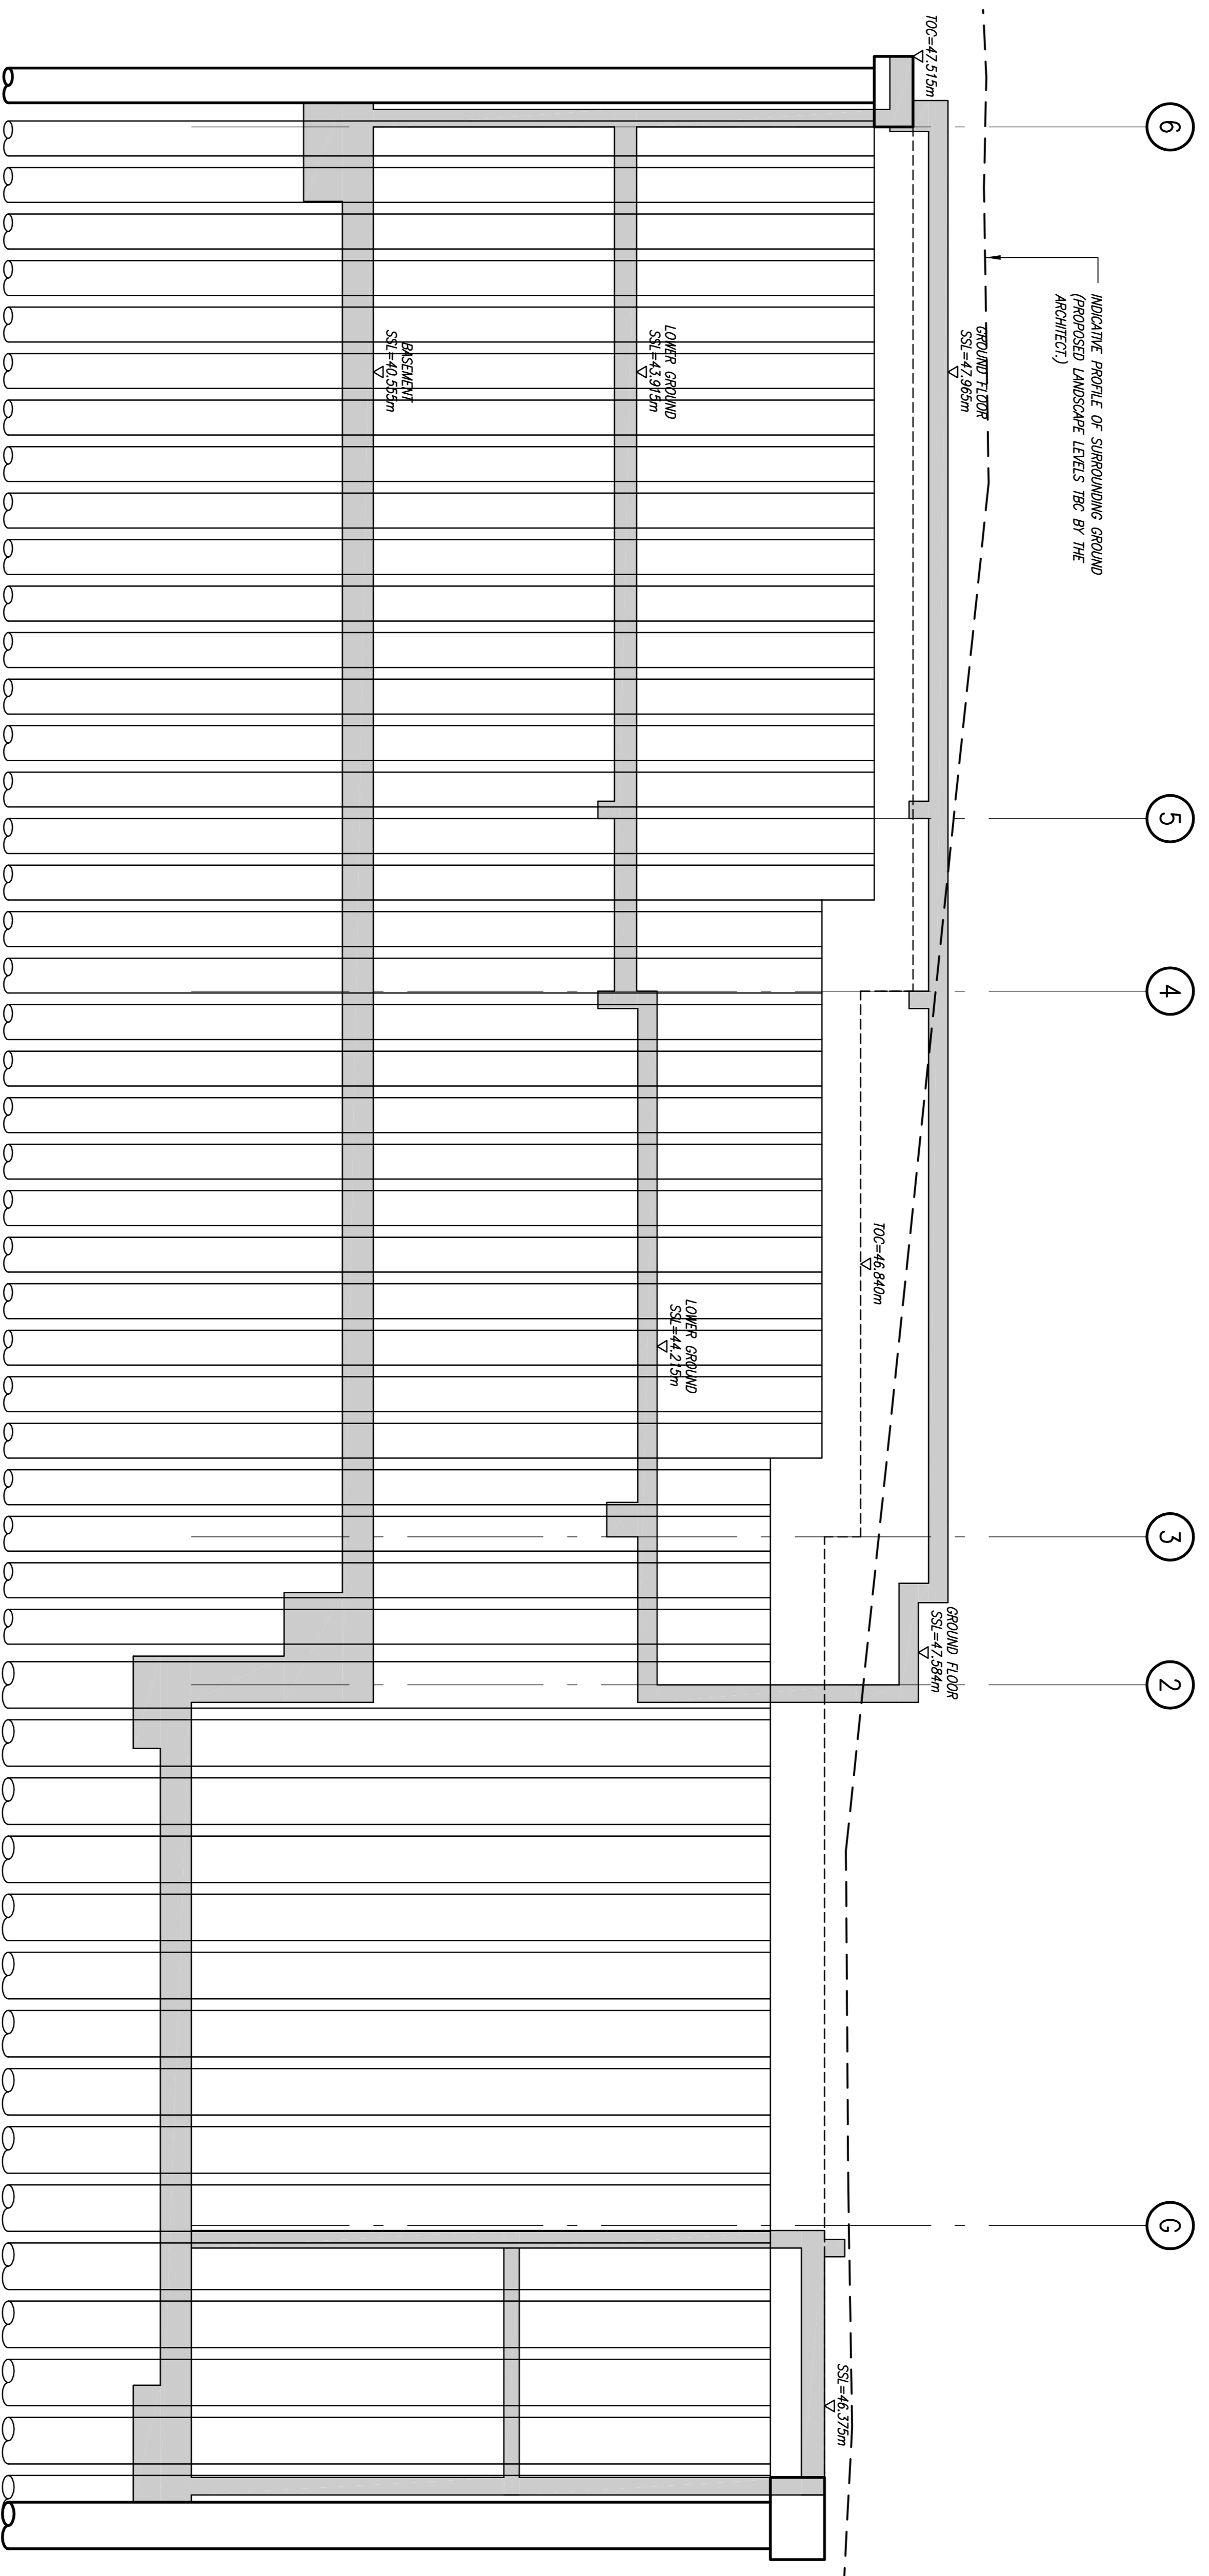 6
5
4
3
2
G
INDICATIVE PROFILE OF SURROUNDING GROUND
(PROPOSED LANDSCAPE LEVELS TBC BY THE
ARCHITECT.)
TOC=47.515m
GROUND FLOOR
SSL=47.965m
GROUND FLOOR
SSL=47.584m
TOC=46.840m
SSL=46.375m
LOWER GROUND
SSL=43.915m
LOWER GROUND
SSL=44.215m
BASEMENT
SSL=40.555m